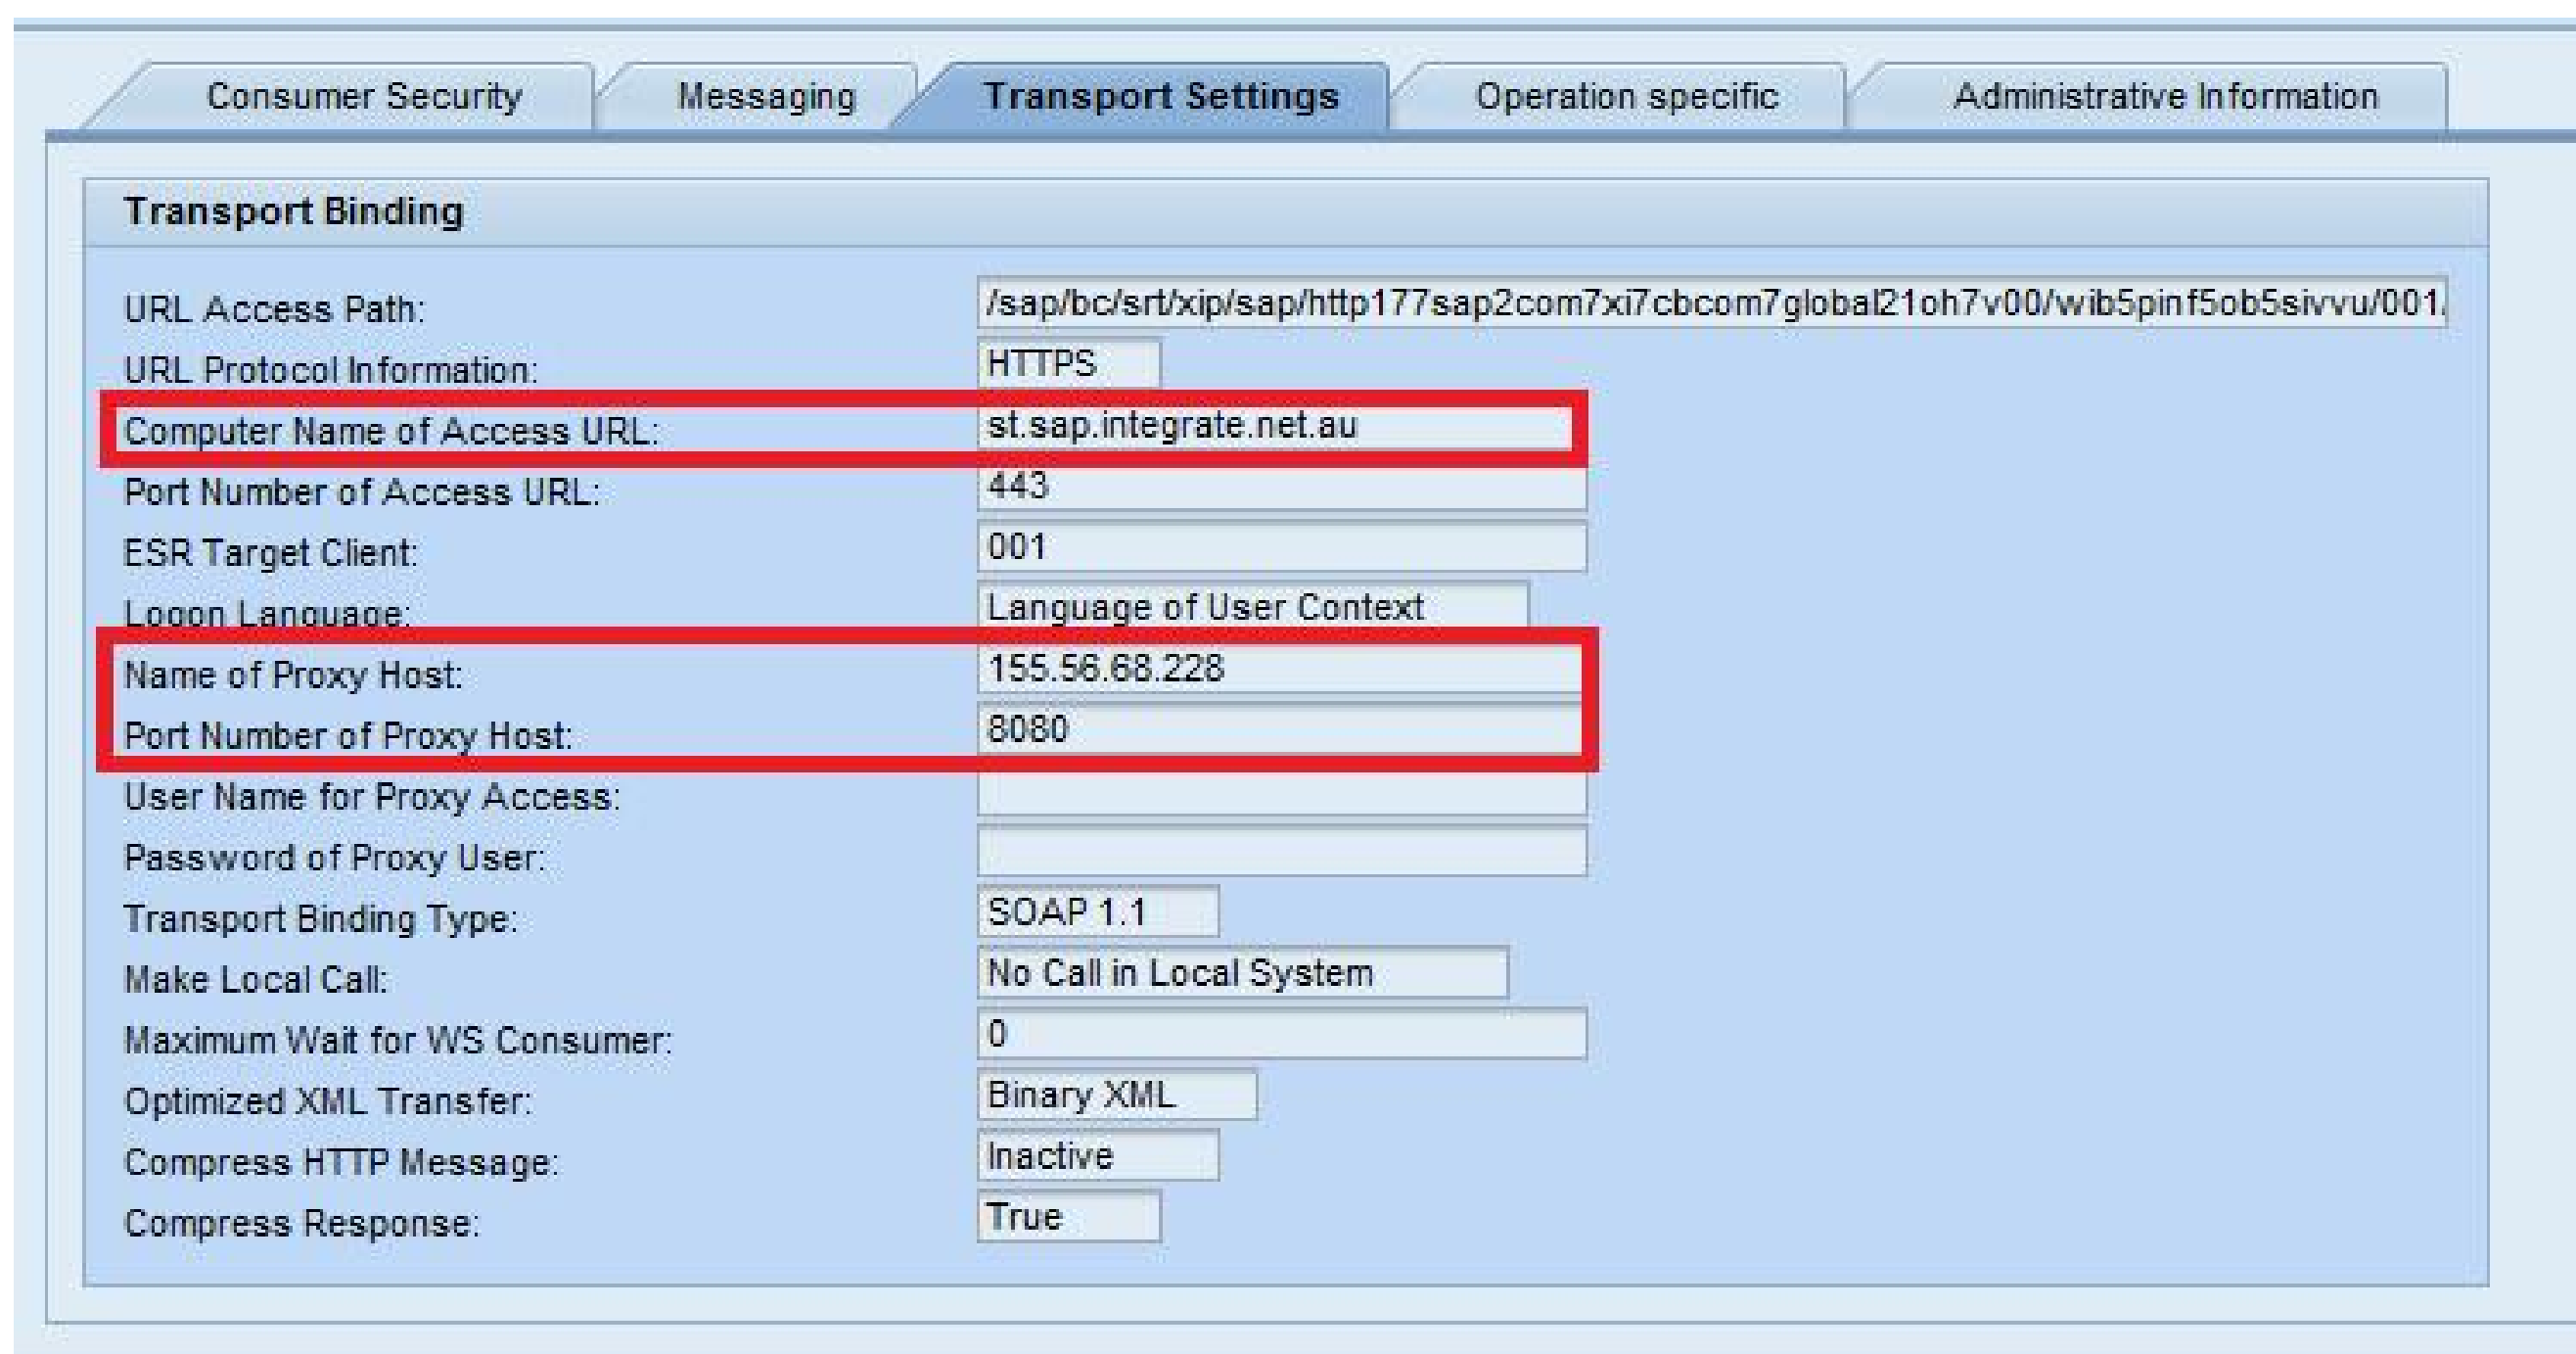 Consumer Security Messaging Transport Settings Operation specific Administrative Information
Transport Binding
URL Access Path: /sap/bc/srt/xip/sap/http177sap2com7xi7cbcom7global21oh7v00/wib5pinf5ob5sivvu/001
URL Protocol Information: HTTPS
Computer Name of Access URL: st.sap.integrate.net.au
Port Number of Access URL: 443
ESR Target Client: 001
Logon Language: Language of User Context
Name of Proxy Host: 155.56.68.228
Port Number of Proxy Host: 8080
User Name for Proxy Access:
Password of Proxy User:
Transport Binding Type: SOAP 1.1
Make Local Call: No Call in Local System
Maximum Wait for WS Consumer: 0
Optimized XML Transfer: Binary XML
Compress HTTP Message: Inactive
Compress Response: True